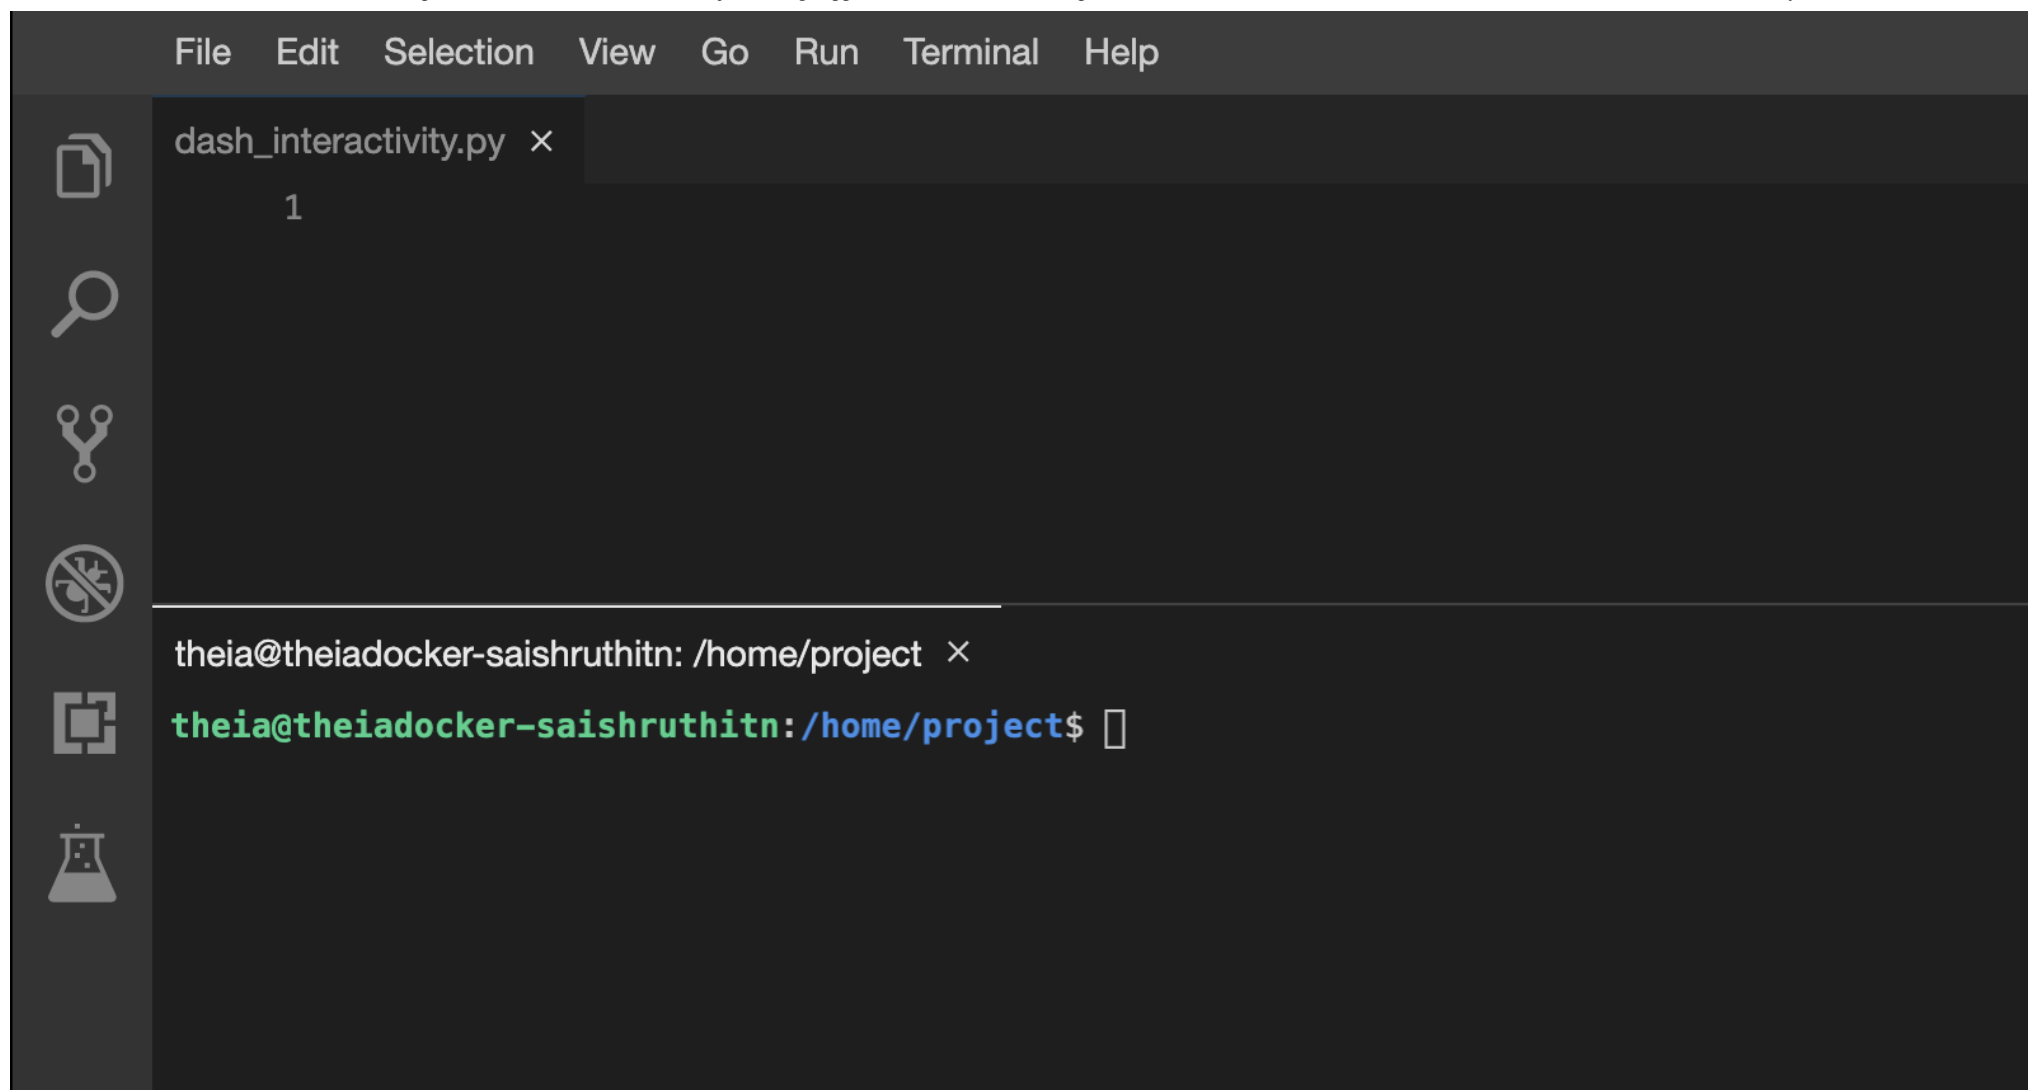 File Edit Selection View Go Run Terminal Help
dash_interactivity.py ×
1
theia@theiadocker-saishruthitn: /home/project ×
theia@theiadocker-saishruthitn:/home/project$